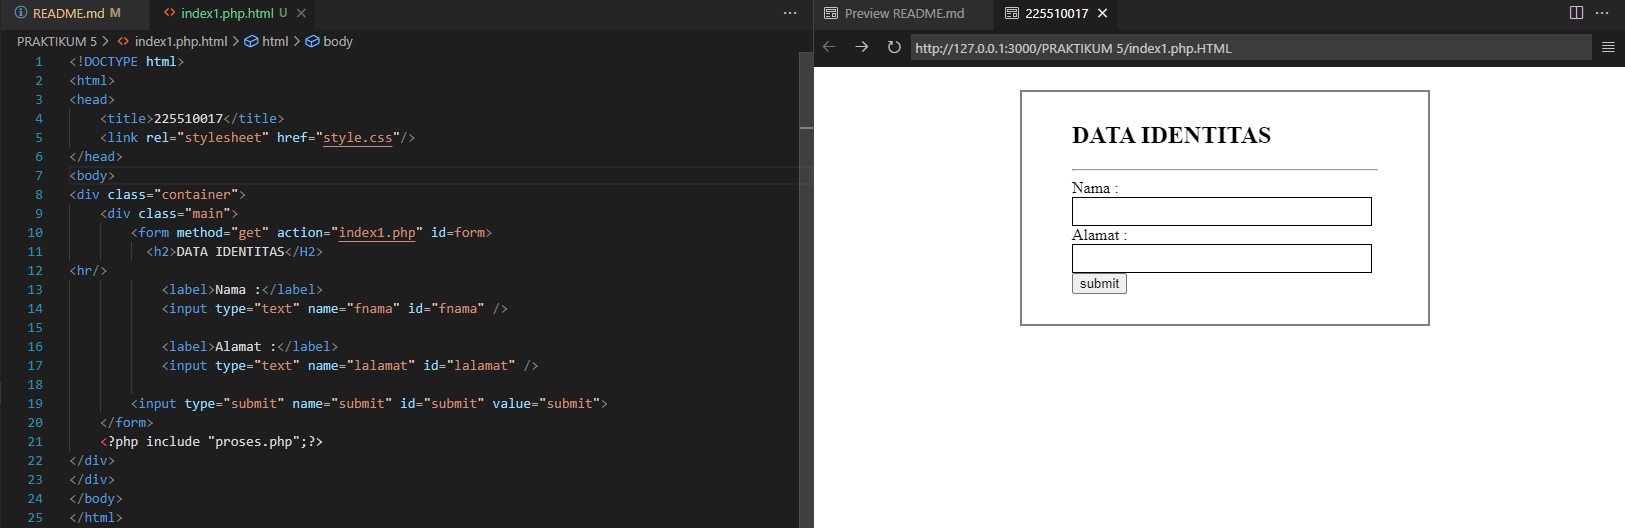 README.md M
index1.php.html U
PRAKTIKUM 5 > index1.php.html > html > body
1 <!DOCTYPE html>
2 <html>
3 <head>
4 <title>225510017</title>
5 <link rel="stylesheet" href="style.css"/>
6 </head>
7 <body>
8 <div class="container">
9 <div class="main">
10 <form method="get" action="index1.php" id=form>
11 <h2>DATA IDENTITAS</H2>
12 <hr/>
13 <label>Nama :</label>
14 <input type="text" name="fnama" id="fnama" />
15
16 <label>Alamat :</label>
17 <input type="text" name="lalamat" id="lalamat" />
18
19 <input type="submit" name="submit" id="submit" value="submit">
20 </form>
21 <?php include "proses.php";?>
22 </div>
23 </div>
24 </body>
25 </html>
Preview README.md
225510017
http://127.0.0.1:3000/PRAKTIKUM 5/index1.php.HTML
DATA IDENTITAS
Nama :
Alamat :
submit